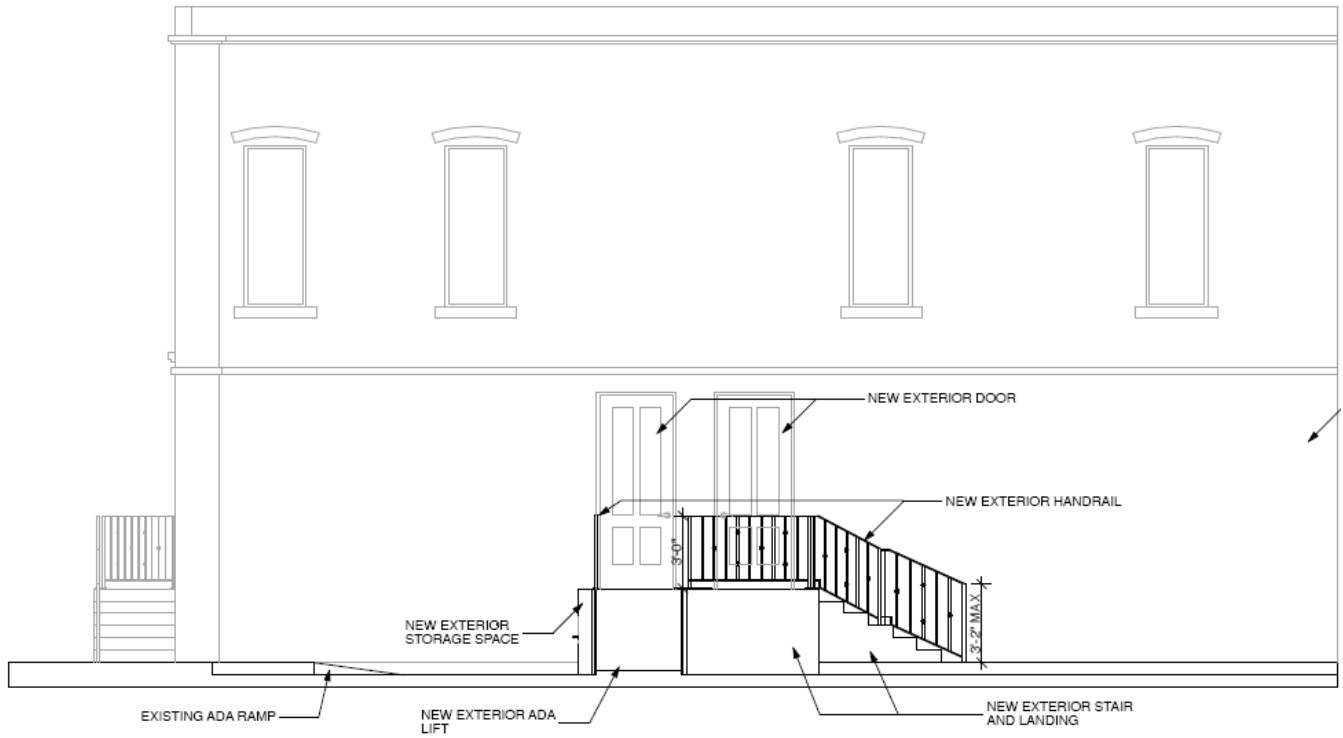 NEW EXTERIOR DOOR
NEW EXTERIOR HANDRAIL
3'-0"
3'-2" MAX
NEW EXTERIOR
STORAGE SPACE
EXISTING ADA RAMP
NEW EXTERIOR ADA
LIFT
NEW EXTERIOR STAIR
AND LANDING